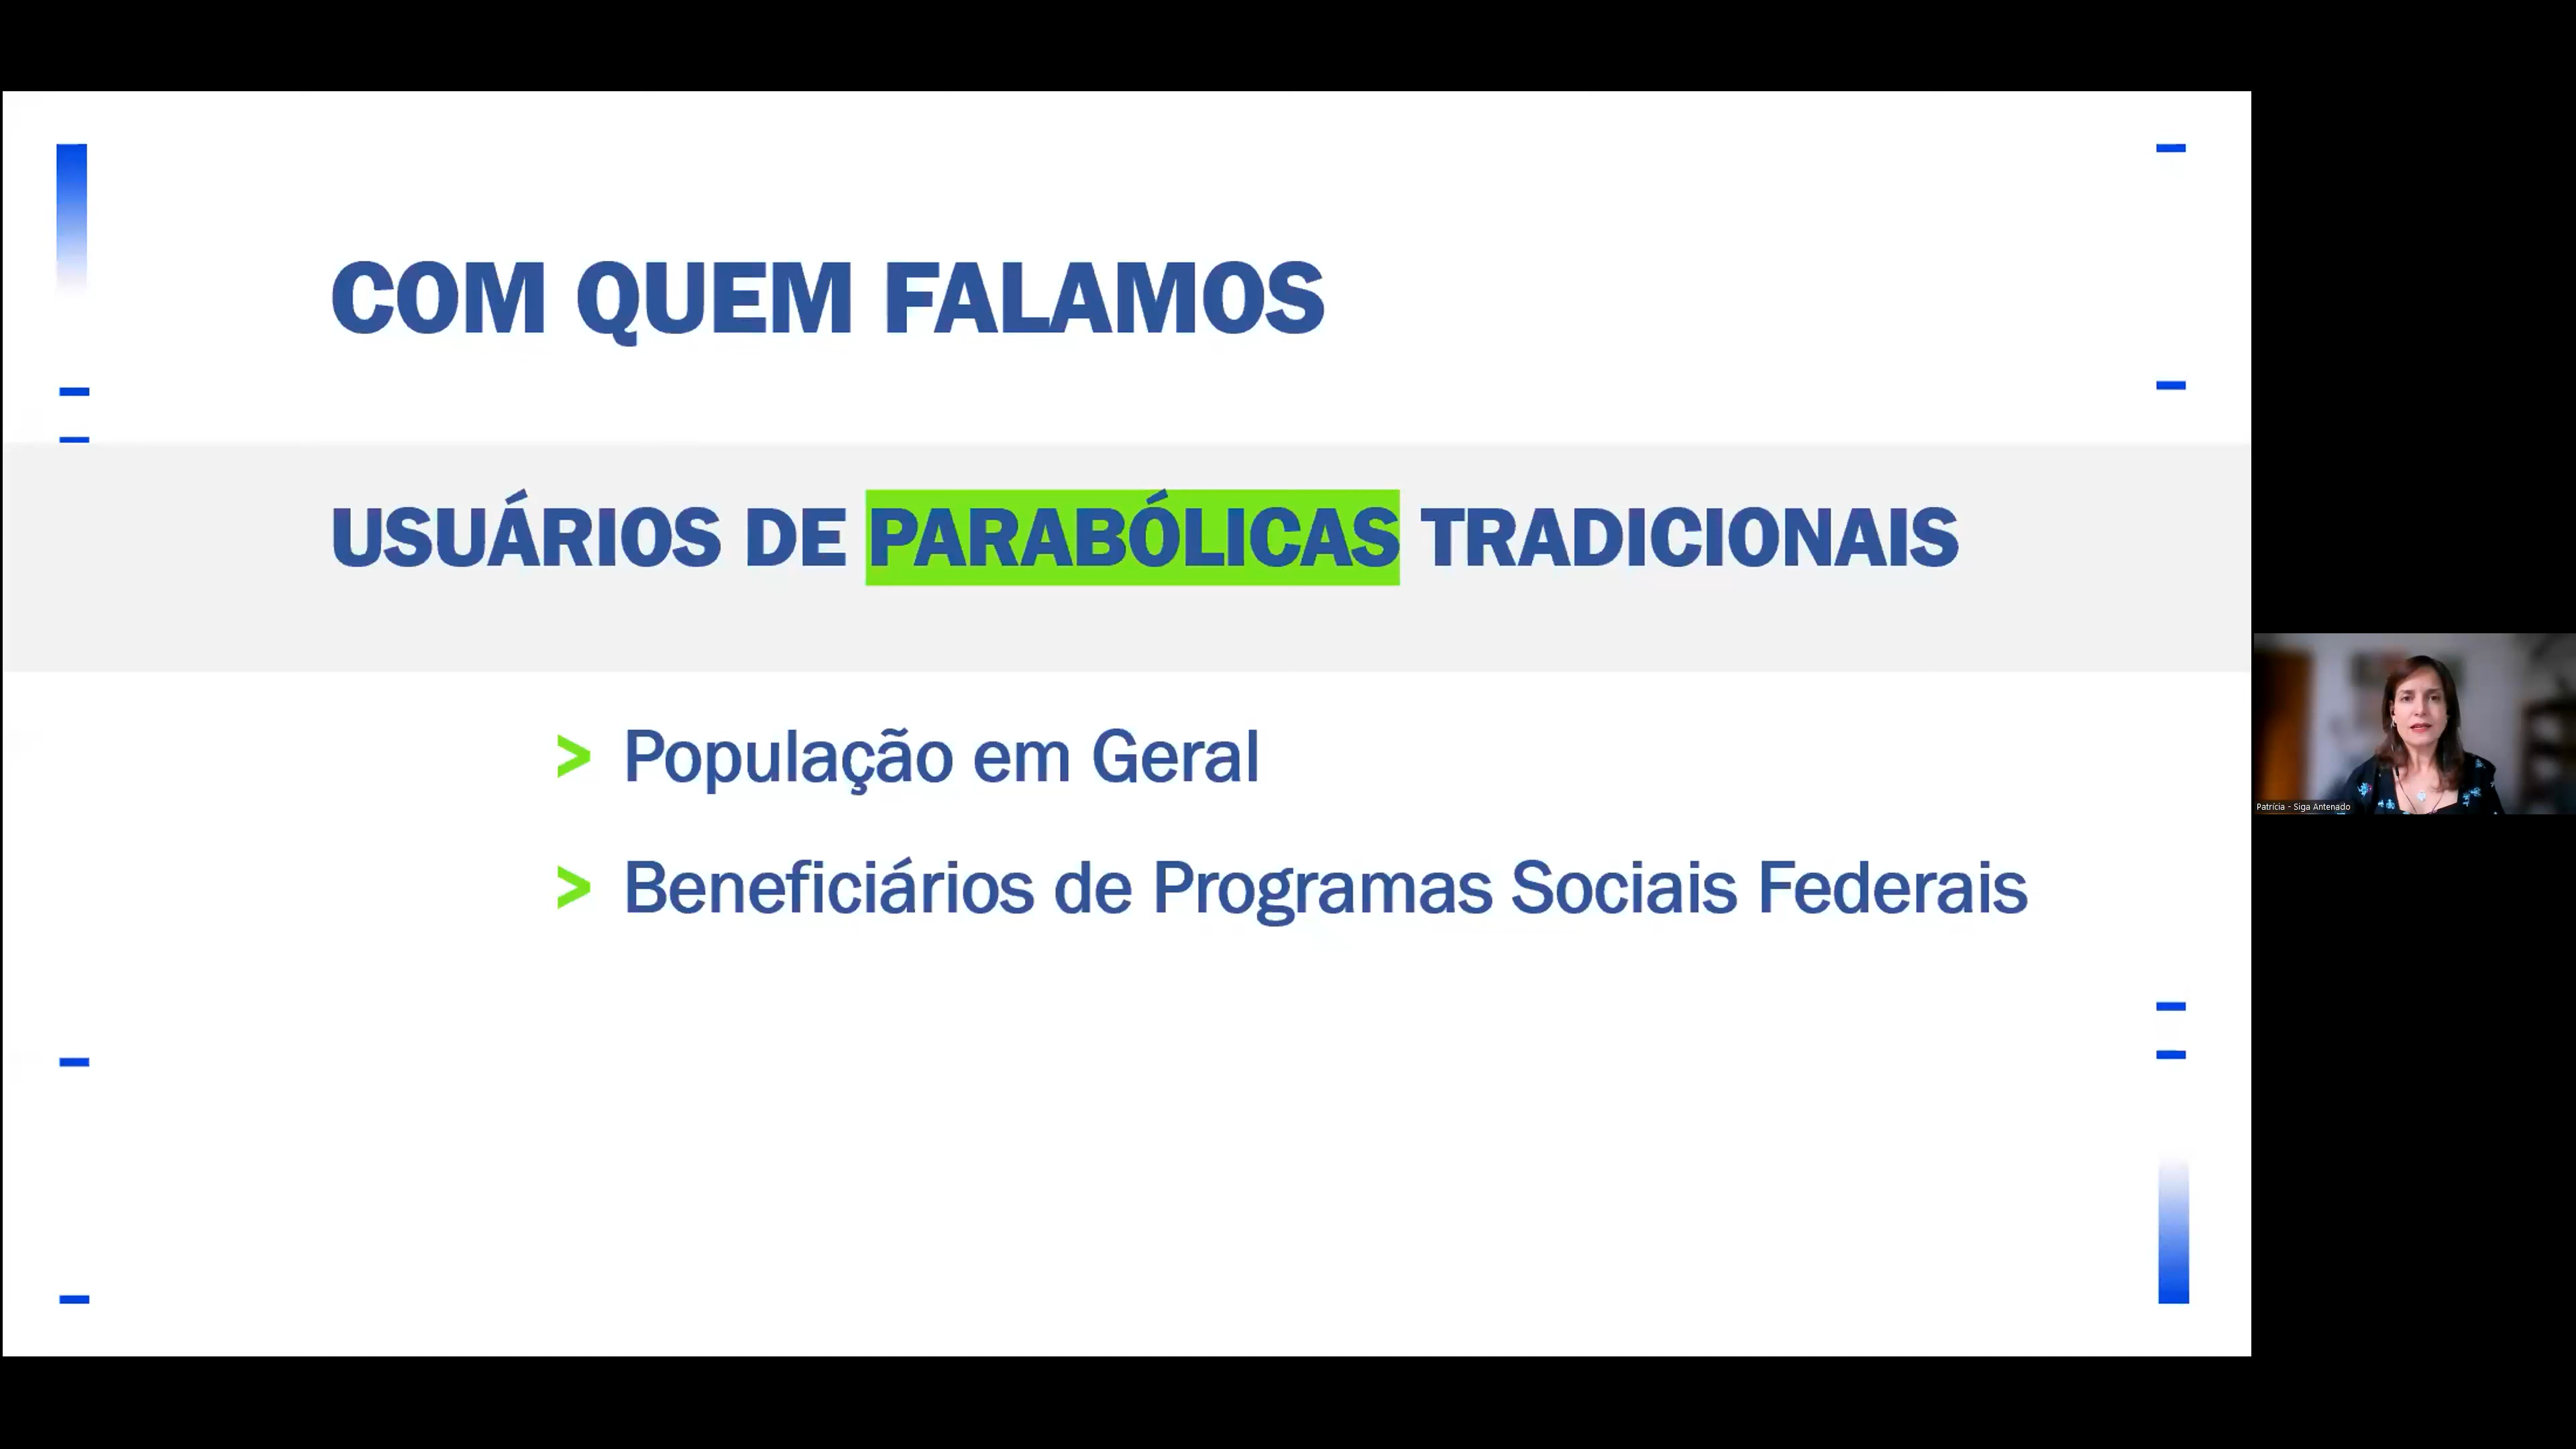 COM QUEM FALAMOS
USUÁRIOS DE PARABÓLICAS TRADICIONAIS
> População em Geral
> Beneficiários de Programas Sociais Federais
Patrícia - Siga Antenado